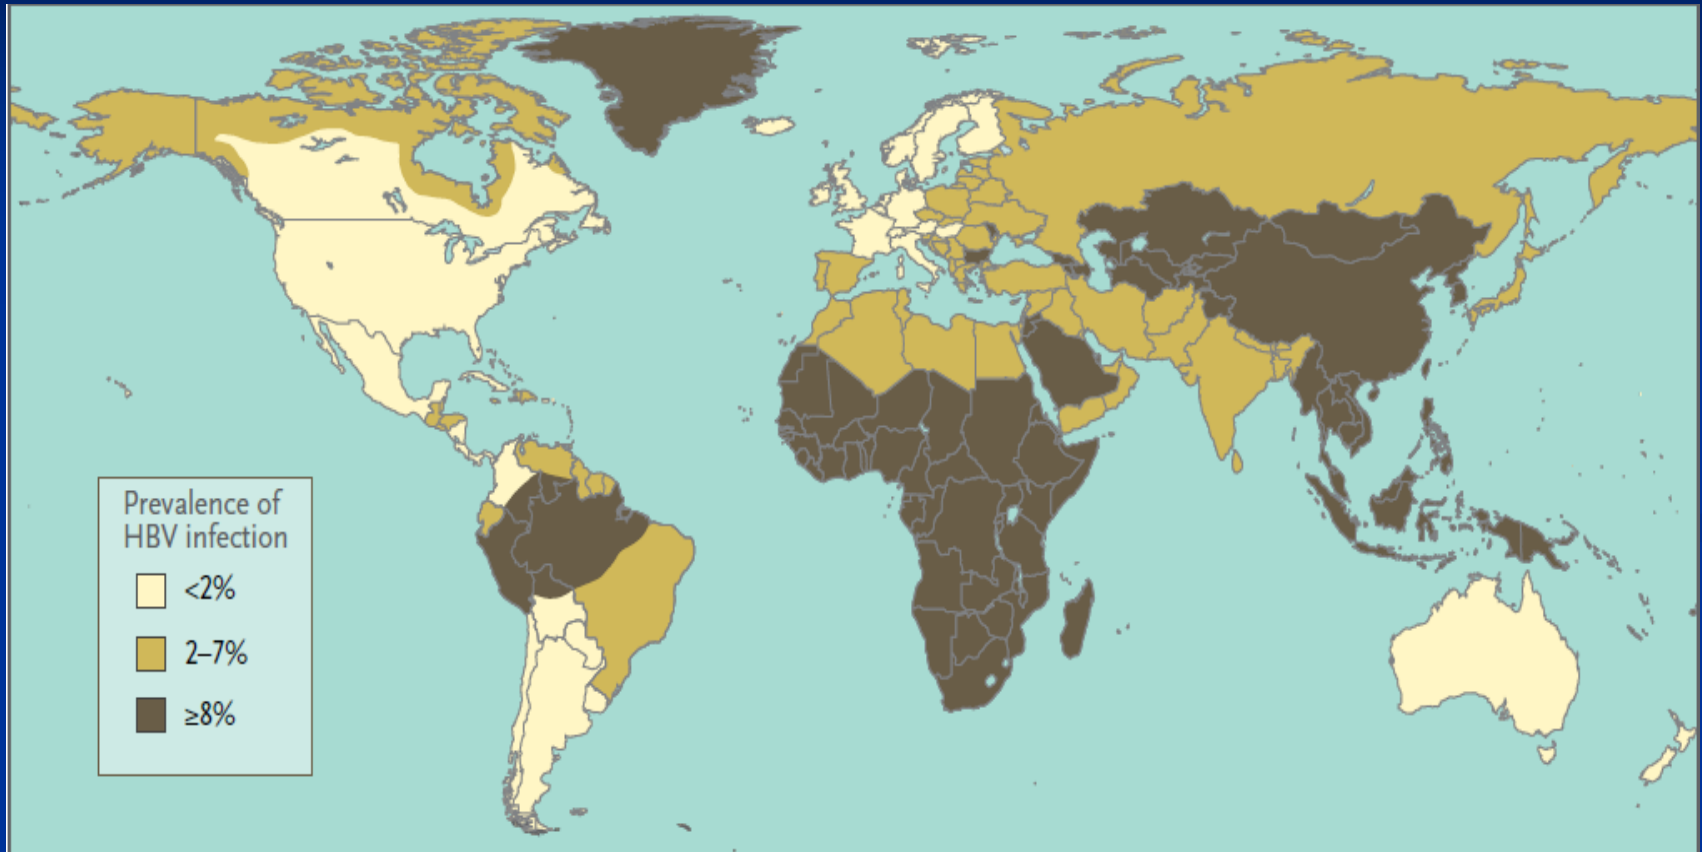 Prevalence of
HBV infection
<2%
2–7%
≥8%